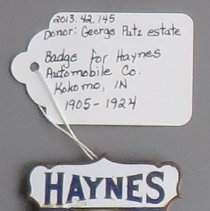 2013.42.145
Donor: George Putz estate
Badge for Haynes
Automobile Co.
Kokomo, IN
1905-1924
HAYNES